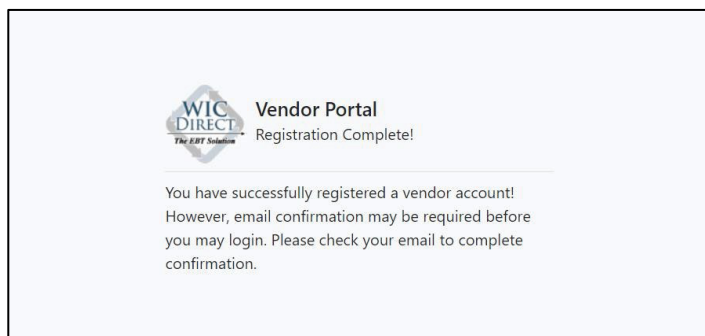 WIC
DIRECT
The EBT Solution
Vendor Portal
Registration Complete!
You have successfully registered a vendor account!
However, email confirmation may be required before
you may login. Please check your email to complete
confirmation.